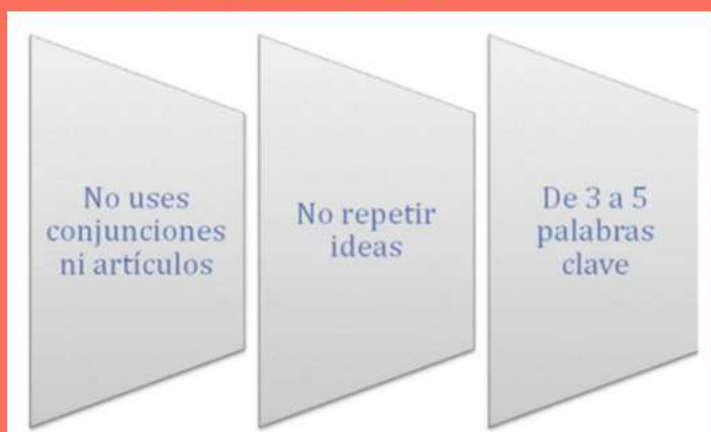 No uses
conjunciones
ni artículos
No repetir
ideas
De 3 a 5
palabras
clave